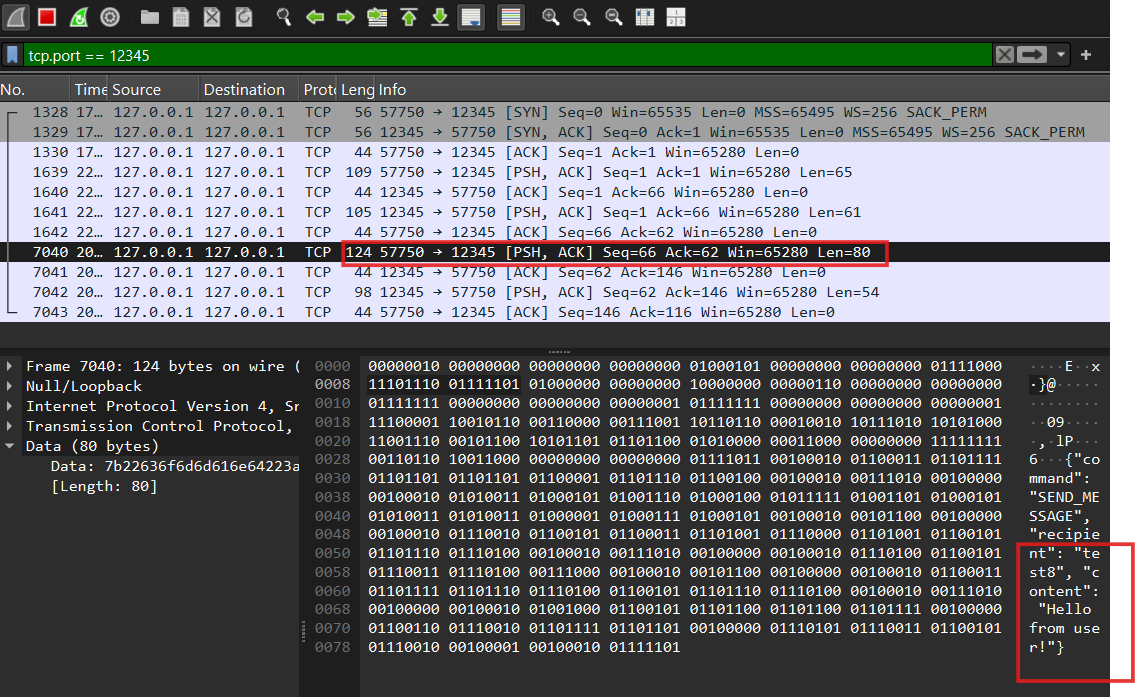 tcp.port == 12345
No. Time Source Destination Proto Leng Info
1328 17… 127.0.0.1 127.0.0.1 TCP 56 57750 → 12345 [SYN] Seq=0 Win=65535 Len=0 MSS=65495 WS=256 SACK_PERM
1329 17… 127.0.0.1 127.0.0.1 TCP 56 12345 → 57750 [SYN, ACK] Seq=0 Ack=1 Win=65535 Len=0 MSS=65495 WS=256 SACK_PERM
1330 17… 127.0.0.1 127.0.0.1 TCP 44 57750 → 12345 [ACK] Seq=1 Ack=1 Win=65280 Len=0
1639 22… 127.0.0.1 127.0.0.1 TCP 109 57750 → 12345 [PSH, ACK] Seq=1 Ack=1 Win=65280 Len=65
1640 22… 127.0.0.1 127.0.0.1 TCP 44 12345 → 57750 [ACK] Seq=1 Ack=66 Win=65280 Len=0
1641 22… 127.0.0.1 127.0.0.1 TCP 105 12345 → 57750 [PSH, ACK] Seq=1 Ack=66 Win=65280 Len=61
1642 22… 127.0.0.1 127.0.0.1 TCP 44 57750 → 12345 [ACK] Seq=66 Ack=62 Win=65280 Len=0
7040 20… 127.0.0.1 127.0.0.1 TCP 124 57750 → 12345 [PSH, ACK] Seq=66 Ack=62 Win=65280 Len=80
7041 20… 127.0.0.1 127.0.0.1 TCP 44 12345 → 57750 [ACK] Seq=62 Ack=146 Win=65280 Len=0
7042 20… 127.0.0.1 127.0.0.1 TCP 98 12345 → 57750 [PSH, ACK] Seq=62 Ack=146 Win=65280 Len=54
7043 20… 127.0.0.1 127.0.0.1 TCP 44 57750 → 12345 [ACK] Seq=146 Ack=116 Win=65280 Len=0
Frame 7040: 124 bytes on wire (
Null/Loopback
Internet Protocol Version 4, Sr
Transmission Control Protocol,
Data (80 bytes)
Data: 7b22636f6d6d616e64223a
[Length: 80]
0000 00000010 00000000 00000000 00000000 01000101 00000000 00000000 01111000 ····E··x
0008 11101110 01111101 01000000 00000000 10000000 00000110 00000000 00000000 ·}@·····
0010 01111111 00000000 00000000 00000001 01111111 00000000 00000000 00000001 ········
0018 11100001 10010110 00110000 00111001 10110110 00010010 10111010 10101000 ··09····
0020 11001110 00101100 10101101 01101100 01010000 00011000 00000000 11111111 ·,·lP···
0028 00110110 10011000 00000000 00000000 01111011 00100010 01100011 01101111 6···{"co
0030 01101101 01101101 01100001 01101110 01100100 00100010 00111010 00100000 mmand":
0038 00100010 01010011 01000101 01001110 01000100 01011111 01001101 01000101 "SEND_ME
0040 01010011 01010011 01000001 01000111 01000101 00100010 00101100 00100000 SSAGE",
0048 00100010 01110010 01100101 01100011 01101001 01110000 01101001 01100101 "recipie
0050 01101110 01110100 00100010 00111010 00100000 00100010 01110100 01100101 nt": "te
0058 01110011 01110100 00111000 00100010 00101100 00100000 00100010 01100011 st8", "c
0060 01101111 01101110 01110100 01100101 01101110 01110100 00100010 00111010 ontent":
0068 00100000 00100010 01001000 01100101 01101100 01101100 01101111 00100000 "Hello
0070 01100110 01110010 01101111 01101101 00100000 01110101 01110011 01100101 from use
0078 01110010 00100001 00100010 01111101 r!"}